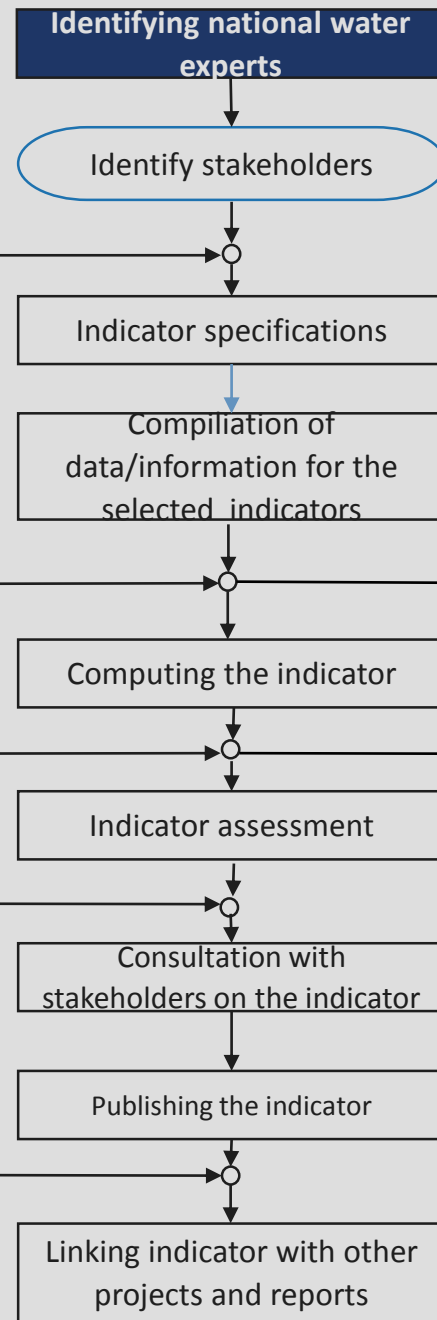 Identifying national water
experts
Identify stakeholders
Indicator specifications
Compiliation of
data/information for the
selected indicators
Computing the indicator
Indicator assessment
Consultation with
stakeholders on the indicator
Publishing the indicator
Linking indicator with other
projects and reports